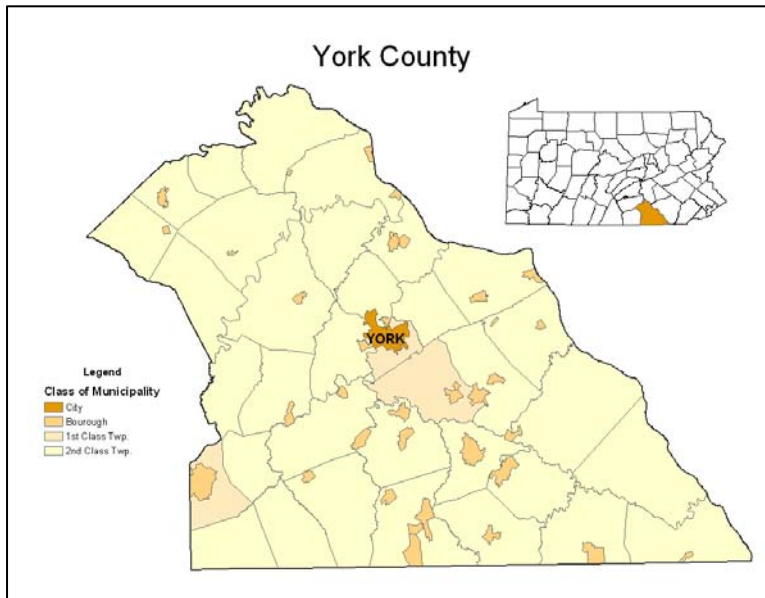 York County
YORK
Legend
Class of Municipality
City
Bourough
1st Class Twp.
2nd Class Twp.